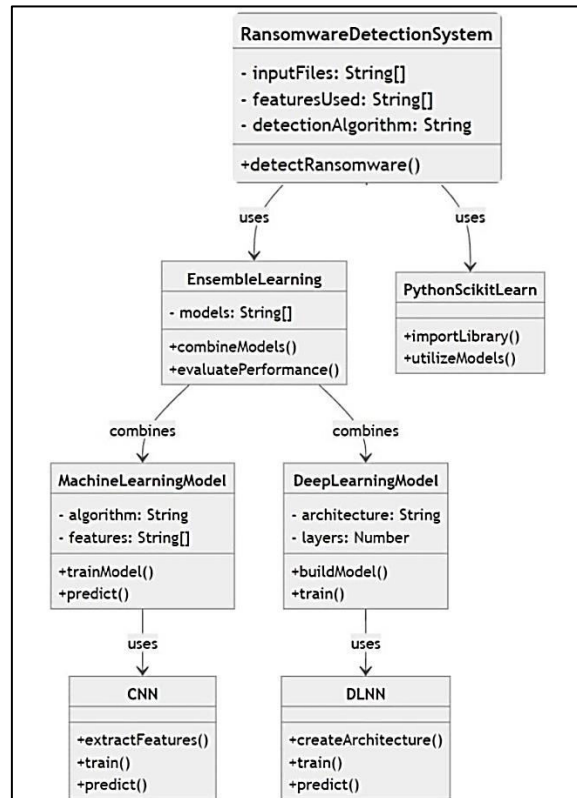 RansomwareDetectionSystem
- inputFiles: String[]
- featuresUsed: String[]
- detectionAlgorithm: String
+detectRansomware()
uses
uses
EnsembleLearning
- models: String[]
+combineModels()
+evaluatePerformance()
PythonScikitLearn
+importLibrary()
+utilizeModels()
combines
combines
MachineLearningModel
- algorithm: String
- features: String[]
+trainModel()
+predict()
DeepLearningModel
- architecture: String
- layers: Number
+buildModel()
+train()
uses
uses
CNN
+extractFeatures()
+train()
+predict()
DLNN
+createArchitecture()
+train()
+predict()